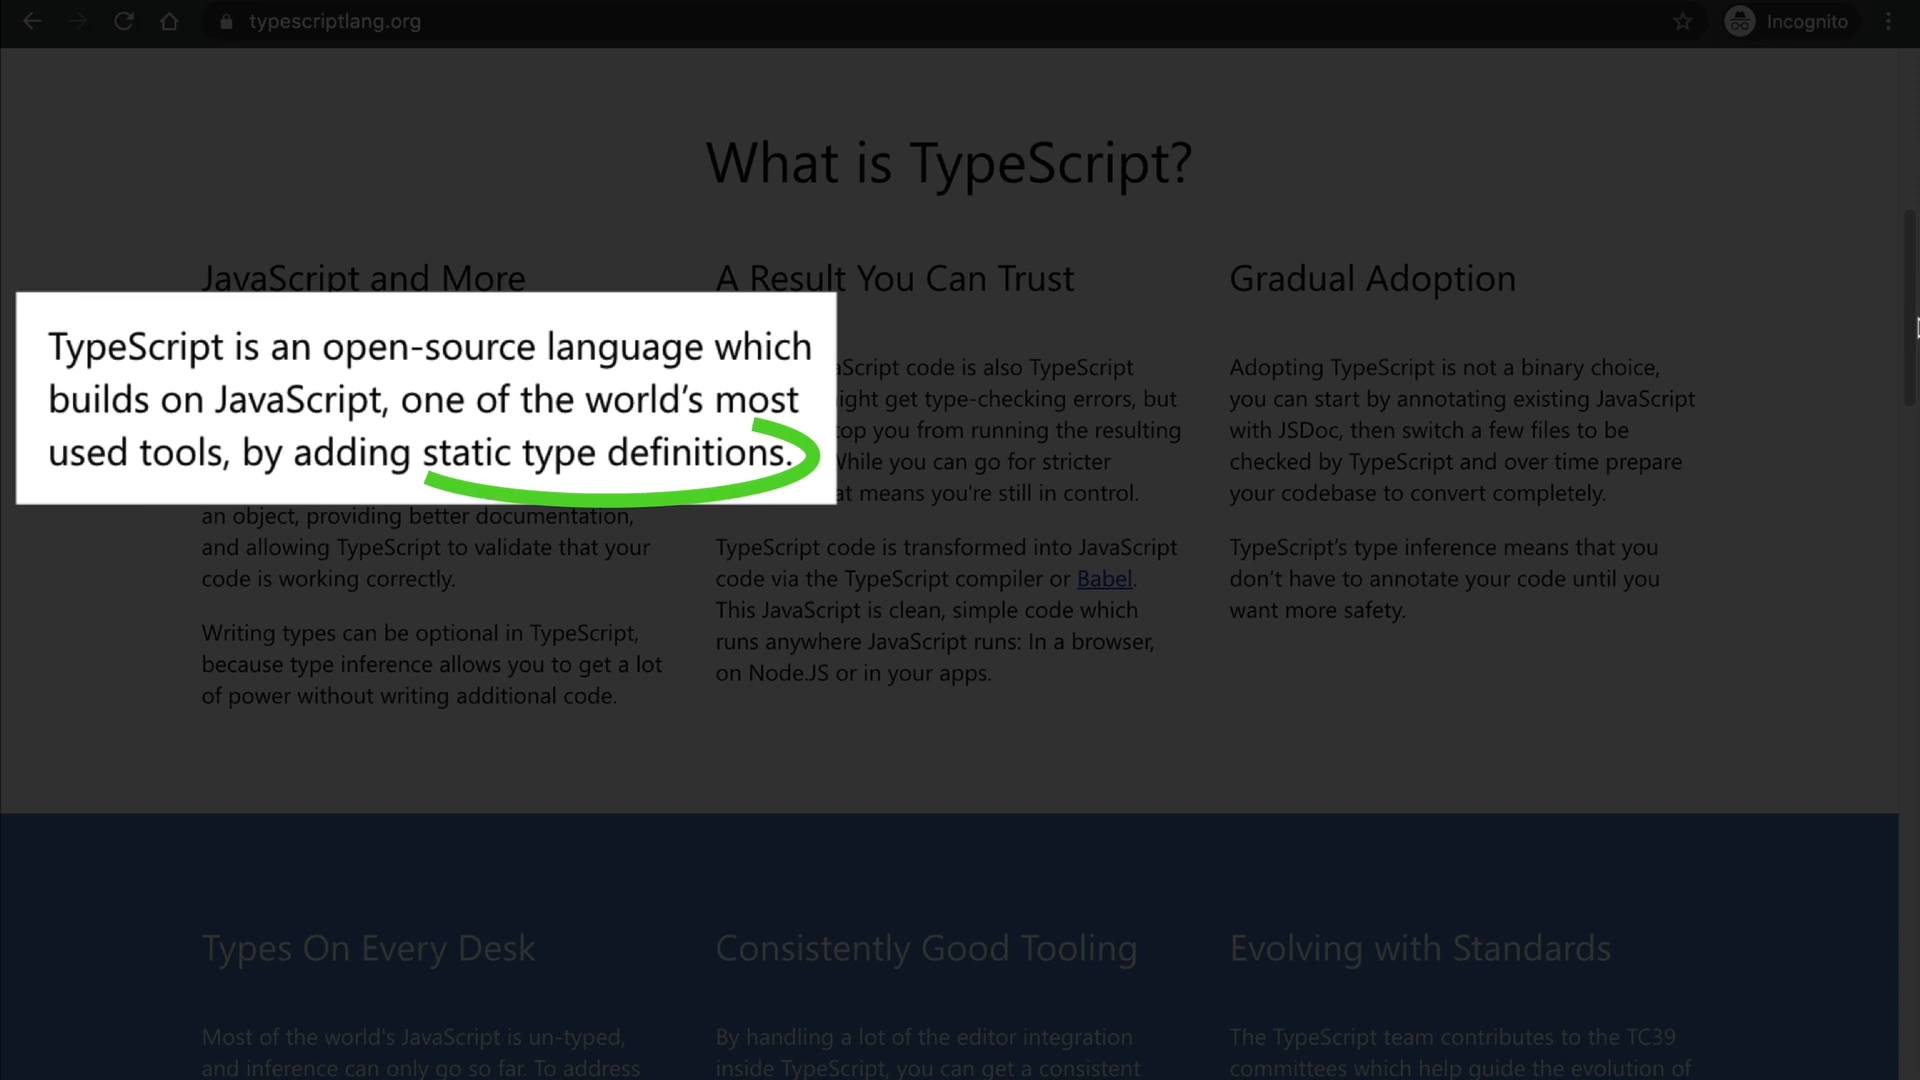 typescriptlang.org
Incognito
What is TypeScript?
JavaScript and More
TypeScript is an open-source language which
builds on JavaScript, one of the world's most
used tools, by adding static type definitions.
an object, providing better documentation,
and allowing TypeScript to validate that your
code is working correctly.
Writing types can be optional in TypeScript,
because type inference allows you to get a lot
of power without writing additional code.
A Result You Can Trust
code is also TypeScript
get type-checking errors, but
you from running the resulting
While you can go for stricter
means you're still in control.
TypeScript code is transformed into JavaScript
code via the TypeScript compiler or Babel.
This JavaScript is clean, simple code which
runs anywhere JavaScript runs: In a browser,
on Node.JS or in your apps.
Gradual Adoption
Adopting TypeScript is not a binary choice,
you can start by annotating existing JavaScript
with JSDoc, then switch a few files to be
checked by TypeScript and over time prepare
your codebase to convert completely.
TypeScript's type inference means that you
don't have to annotate your code until you
want more safety.
Types On Every Desk
Most of the world's JavaScript is un-typed,
and inference can only go so far. To address
Consistently Good Tooling
By handling a lot of the editor integration
inside TypeScript, you can get a consistent
Evolving with Standards
The TypeScript team contributes to the TC39
committees which help guide the evolution of